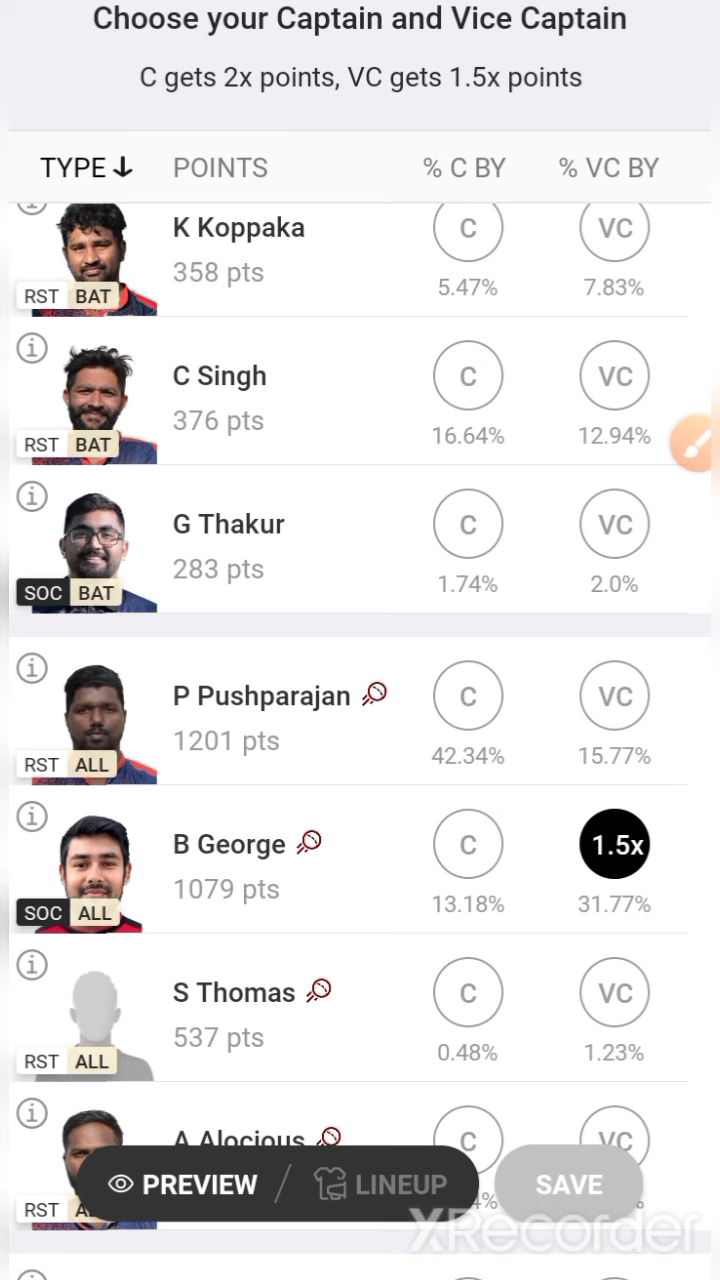 Choose your Captain and Vice Captain
C gets 2x points, VC gets 1.5x points
TYPE POINTS % C BY % VC BY
K Koppaka
358 pts
RST BAT
C
5.47%
VC
7.83%
C Singh
376 pts
RST BAT
C
16.64%
VC
12.94%
G Thakur
283 pts
SOC BAT
C
1.74%
VC
2.0%
P Pushparajan
1201 pts
RST ALL
C
42.34%
VC
15.77%
B George
1079 pts
SOC ALL
C
13.18%
1.5x
31.77%
S Thomas
537 pts
RST ALL
C
0.48%
VC
1.23%
A Alocious
RST
C
VC
PREVIEW / LINEUP
SAVE
XRecorder